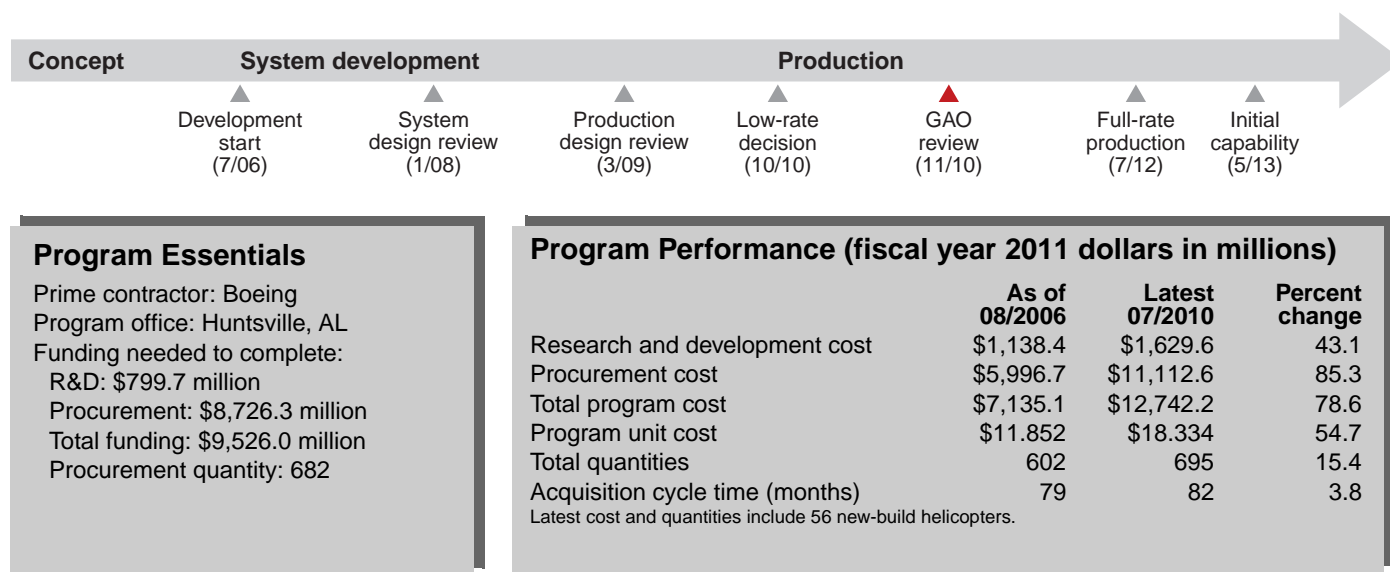 Concept System development Production
Development start (7/06)
System design review (1/08)
Production design review (3/09)
Low-rate decision (10/10)
GAO review (11/10)
Full-rate production (7/12)
Initial capability (5/13)
Program Essentials
Prime contractor: Boeing
Program office: Huntsville, AL
Funding needed to complete:
R&D: $799.7 million
Procurement: $8,726.3 million
Total funding: $9,526.0 million
Procurement quantity: 682
Program Performance (fiscal year 2011 dollars in millions)
As of 08/2006 Latest 07/2010 Percent change
Research and development cost $1,138.4 $1,629.6 43.1
Procurement cost $5,996.7 $11,112.6 85.3
Total program cost $7,135.1 $12,742.2 78.6
Program unit cost $11.852 $18.334 54.7
Total quantities 602 695 15.4
Acquisition cycle time (months) 79 82 3.8
Latest cost and quantities include 56 new-build helicopters.